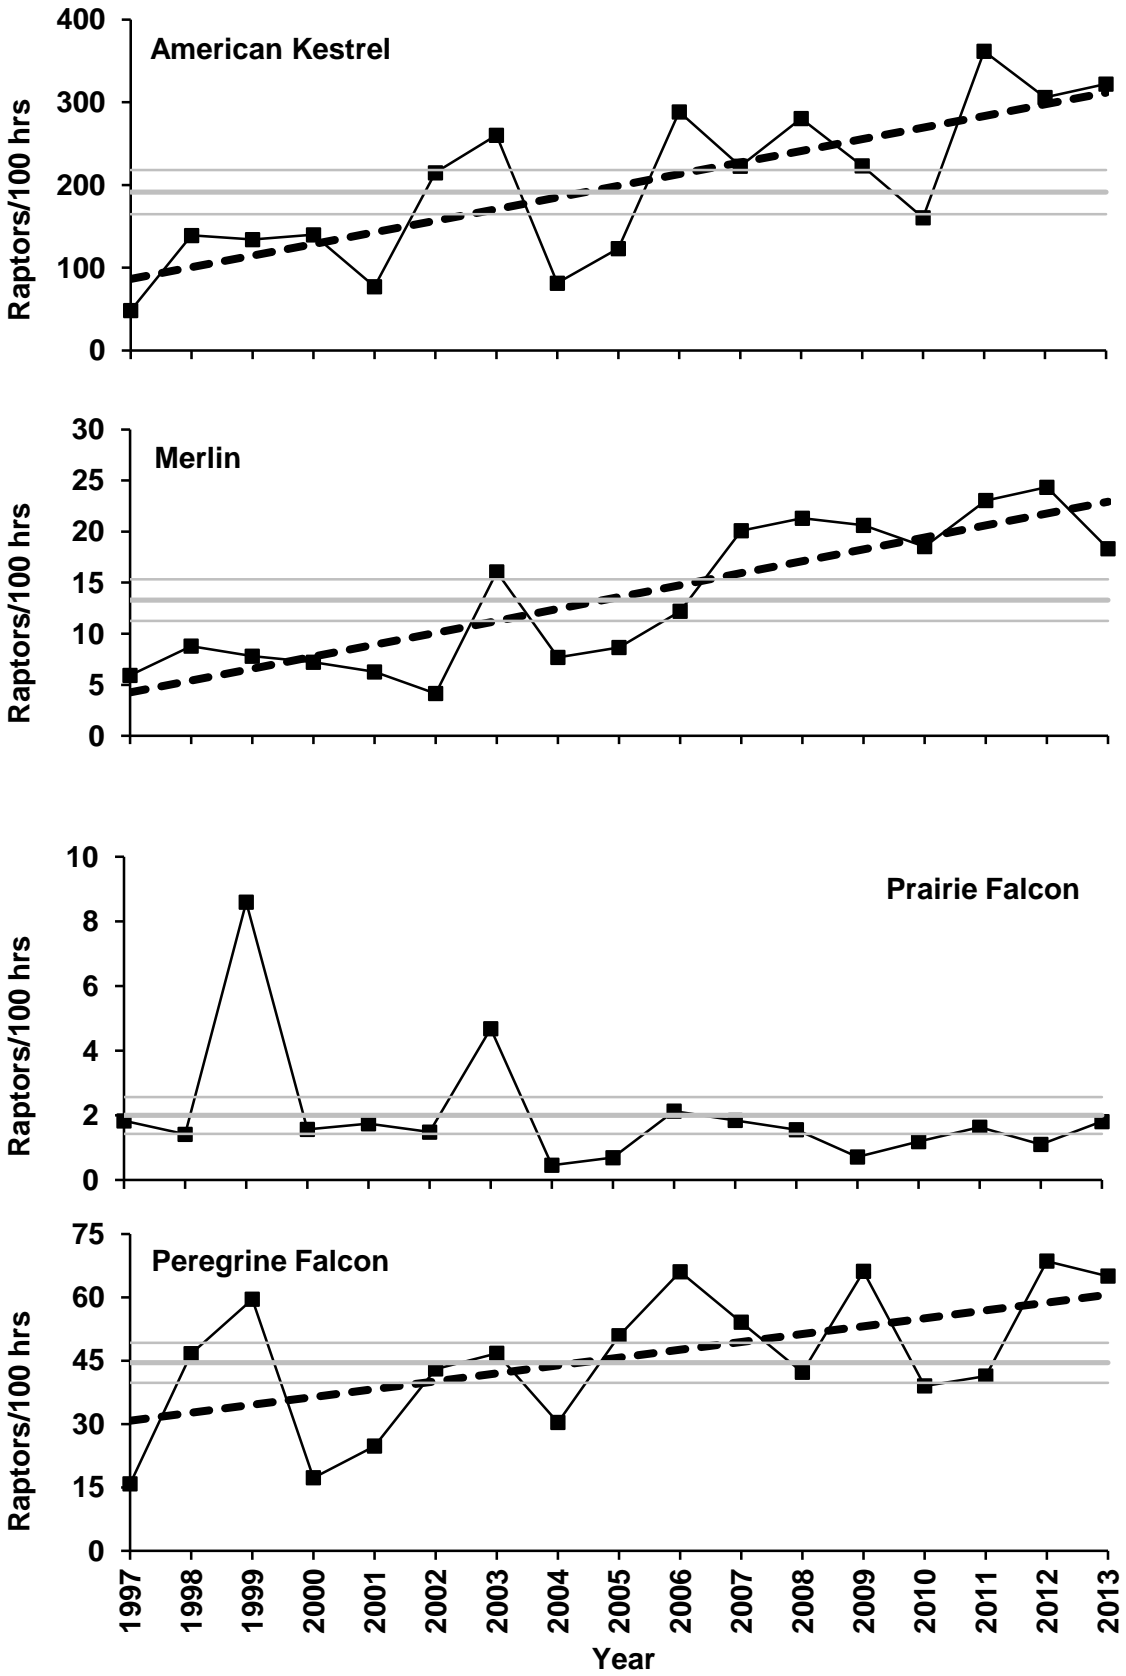 American Kestrel
Raptors/100 hrs
400
300
200
100
0
Merlin
Raptors/100 hrs
30
25
20
15
10
5
0
Prairie Falcon
Raptors/100 hrs
10
8
6
4
2
0
Peregrine Falcon
Raptors/100 hrs
75
60
45
30
15
0
1997 1998 1999 2000 2001 2002 2003 2004 2005 2006 2007 2008 2009 2010 2011 2012 2013
Year